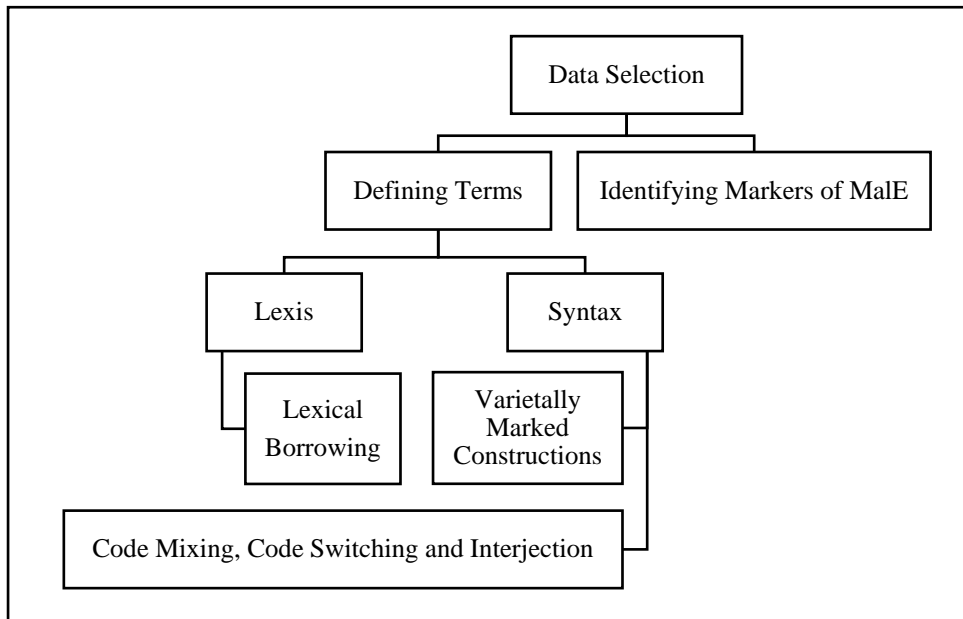 Data Selection
Defining Terms
Identifying Markers of MalE
Lexis
Syntax
Lexical
Borrowing
Varietally
Marked
Constructions
Code Mixing, Code Switching and Interjection